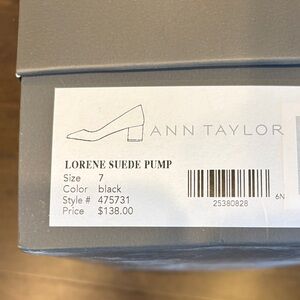 ANN TAYLOR
LORENE SUEDE PUMP
Size 7
Color black
Style # 475731
Price $138.00
25380828
6N